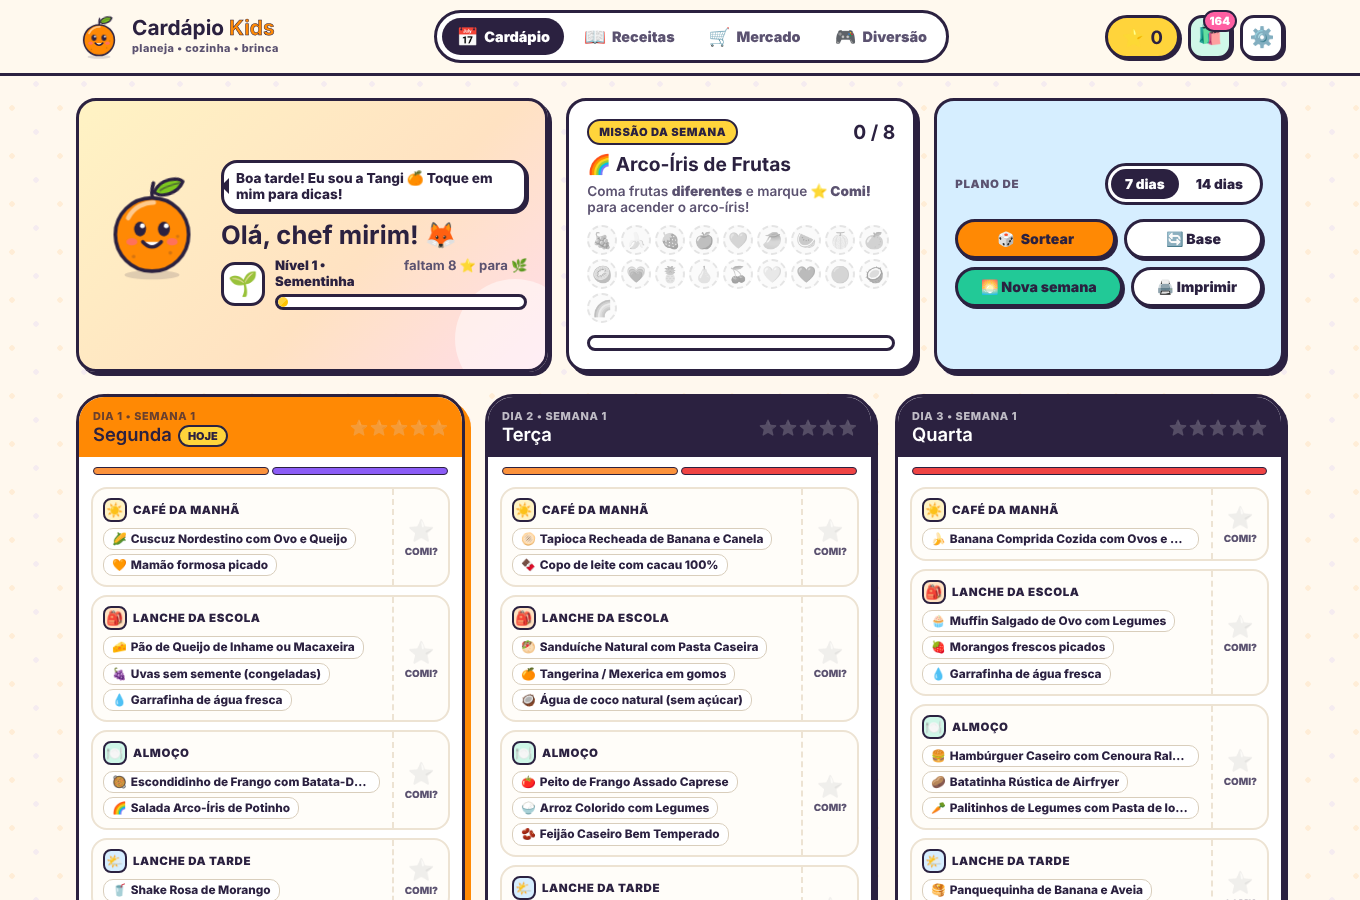 Cardápio Kids
planeja • cozinha • brinca
Cardápio
Receitas
Mercado
Diversão
0
164
Boa tarde! Eu sou a Tangi 🍊 Toque em
mim para dicas!
Olá, chef mirim! 🦊
Nível 1 •
Sementinha
faltam 8 ⭐ para 🌿
MISSÃO DA SEMANA
0 / 8
🌈 Arco-Íris de Frutas
Coma frutas diferentes e marque ⭐ Comi!
para acender o arco-íris!
PLANO DE
7 dias
14 dias
🎲 Sortear
🔄 Base
🌅 Nova semana
🖨️ Imprimir
DIA 1 • SEMANA 1
Segunda HOJE
CAFÉ DA MANHÃ
Cuscuz Nordestino com Ovo e Queijo
Mamão formosa picado
COMI?
LANCHE DA ESCOLA
Pão de Queijo de Inhame ou Macaxeira
Uvas sem semente (congeladas)
Garrafinha de água fresca
COMI?
ALMOÇO
Escondidinho de Frango com Batata-D...
Salada Arco-Íris de Potinho
COMI?
LANCHE DA TARDE
Shake Rosa de Morango
COMI?
DIA 2 • SEMANA 1
Terça
CAFÉ DA MANHÃ
Tapioca Recheada de Banana e Canela
Copo de leite com cacau 100%
COMI?
LANCHE DA ESCOLA
Sanduíche Natural com Pasta Caseira
Tangerina / Mexerica em gomos
Água de coco natural (sem açúcar)
COMI?
ALMOÇO
Peito de Frango Assado Caprese
Arroz Colorido com Legumes
Feijão Caseiro Bem Temperado
COMI?
LANCHE DA TARDE
DIA 3 • SEMANA 1
Quarta
CAFÉ DA MANHÃ
Banana Comprida Cozida com Ovos e ...
COMI?
LANCHE DA ESCOLA
Muffin Salgado de Ovo com Legumes
Morangos frescos picados
Garrafinha de água fresca
COMI?
ALMOÇO
Hambúrguer Caseiro com Cenoura Ral...
Batatinha Rústica de Airfryer
Palitinhos de Legumes com Pasta de Io...
COMI?
LANCHE DA TARDE
Panquequinha de Banana e Aveia